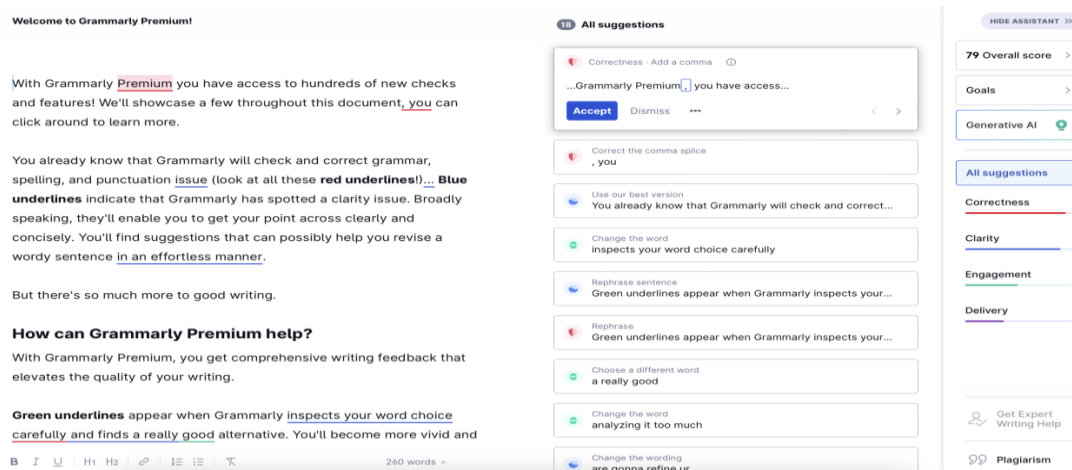 Welcome to Grammarly Premium!
With Grammarly Premium you have access to hundreds of new checks
and features! We'll showcase a few throughout this document, you can
click around to learn more.
You already know that Grammarly will check and correct grammar,
spelling, and punctuation issue (look at all these red underlines!)... Blue
underlines indicate that Grammarly has spotted a clarity issue. Broadly
speaking, they'll enable you to get your point across clearly and
concisely. You'll find suggestions that can possibly help you revise a
wordy sentence in an effortless manner.
But there's so much more to good writing.
How can Grammarly Premium help?
With Grammarly Premium, you get comprehensive writing feedback that
elevates the quality of your writing.
Green underlines appear when Grammarly inspects your word choice
carefully and finds a really good alternative. You'll become more vivid and
B I U H1 H2
260 words
18 All suggestions
Correctness · Add a comma
...Grammarly Premium, you have access...
Accept Dismiss •••
Correct the comma splice
, you
Use our best version
You already know that Grammarly will check and correct...
Change the word
inspects your word choice carefully
Rephrase sentence
Green underlines appear when Grammarly inspects your...
Rephrase
Green underlines appear when Grammarly inspects your...
Choose a different word
a really good
Change the word
analyzing it too much
Change the wording
are gonna refine ur
HIDE ASSISTANT
79 Overall score
Goals
Generative AI
All suggestions
Correctness
Clarity
Engagement
Delivery
Get Expert
Writing Help
Plagiarism